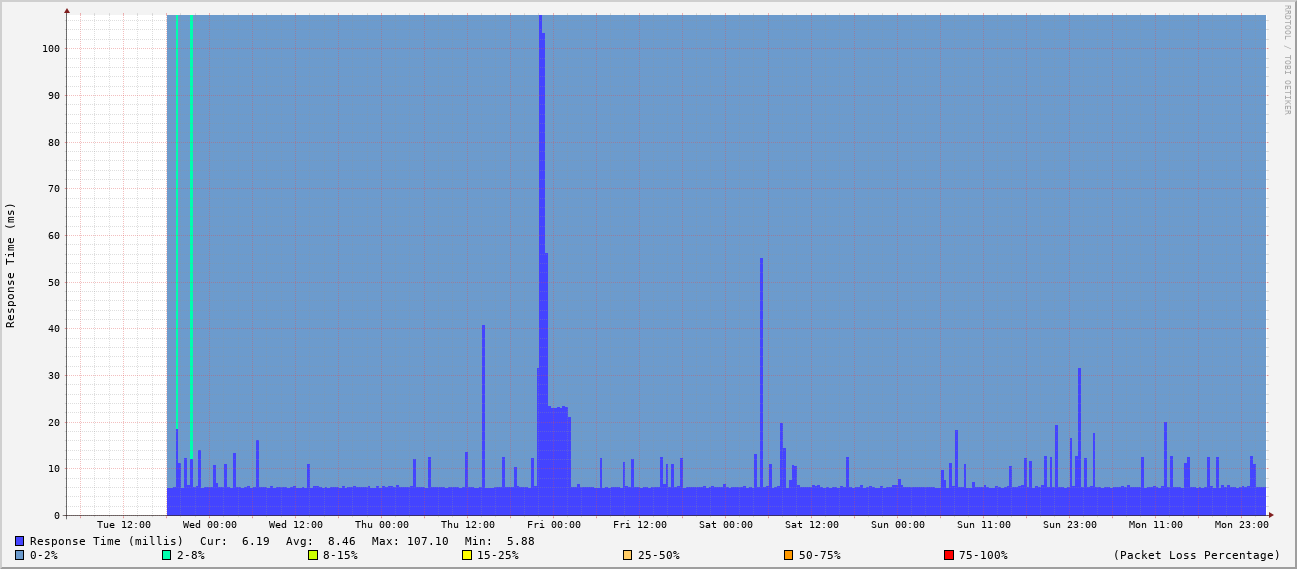 RRDTOOL / TOBI OETIKER
Response Time (ms)
100
90
80
70
60
50
40
30
20
10
0
Tue 12:00 Wed 00:00 Wed 12:00 Thu 00:00 Thu 12:00 Fri 00:00 Fri 12:00 Sat 00:00 Sat 12:00 Sun 00:00 Sun 11:00 Sun 23:00 Mon 11:00 Mon 23:00
Response Time (millis) Cur: 6.19 Avg: 8.46 Max: 107.10 Min: 5.88
0-2% 2-8% 8-15% 15-25% 25-50% 50-75% 75-100% (Packet Loss Percentage)